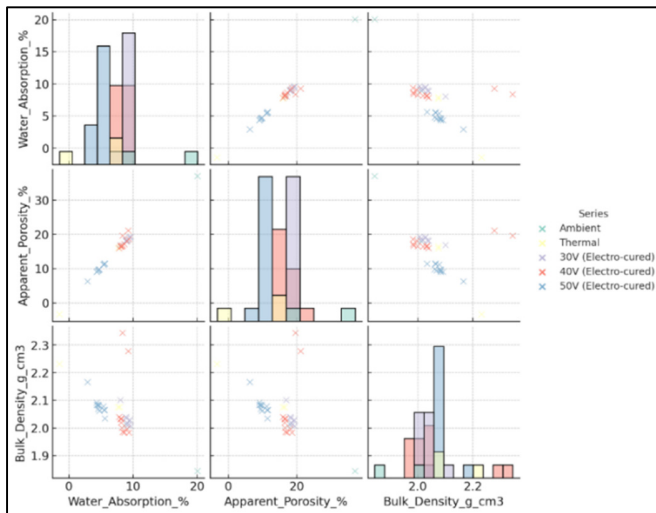 Water_Absorption_%
20
15
10
5
0
Apparent_Porosity_%
30
20
10
0
Series
Ambient
Thermal
30V (Electro-cured)
40V (Electro-cured)
50V (Electro-cured)
Bulk_Density_g_cm3
2.3
2.2
2.1
2.0
1.9
0 10 20
0 20
2.0 2.2
Water_Absorption_%
Apparent_Porosity_%
Bulk_Density_g_cm3